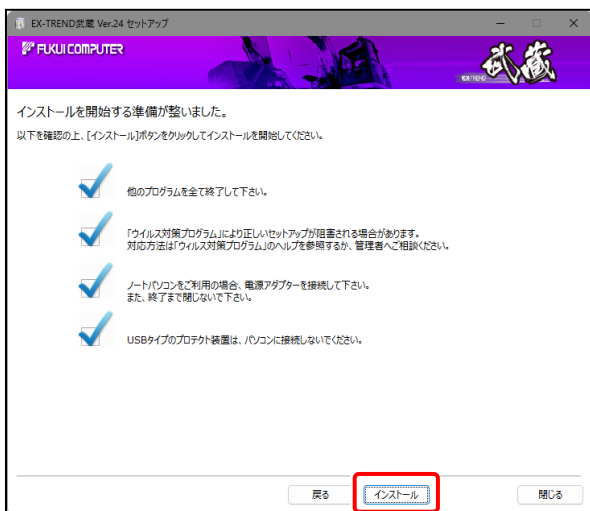 EX-TREND武蔵 Ver.24 セットアップ
FUKUI COMPUTER
EX-TREND 武蔵
インストールを開始する準備が整いました。
以下を確認の上、[インストール]ボタンをクリックしてインストールを開始してください。
他のプログラムを全て終了して下さい。
「ウイルス対策プログラム」により正しいセットアップが阻害される場合があります。
対応方法は「ウィルス対策プログラム」のヘルプを参照するか、管理者へご相談ください。
ノートパソコンをご利用の場合、電源アダプターを接続して下さい。
また、終了まで閉じないで下さい。
USBタイプのプロテクト装置は、パソコンに接続しないでください。
戻る
インストール
閉じる